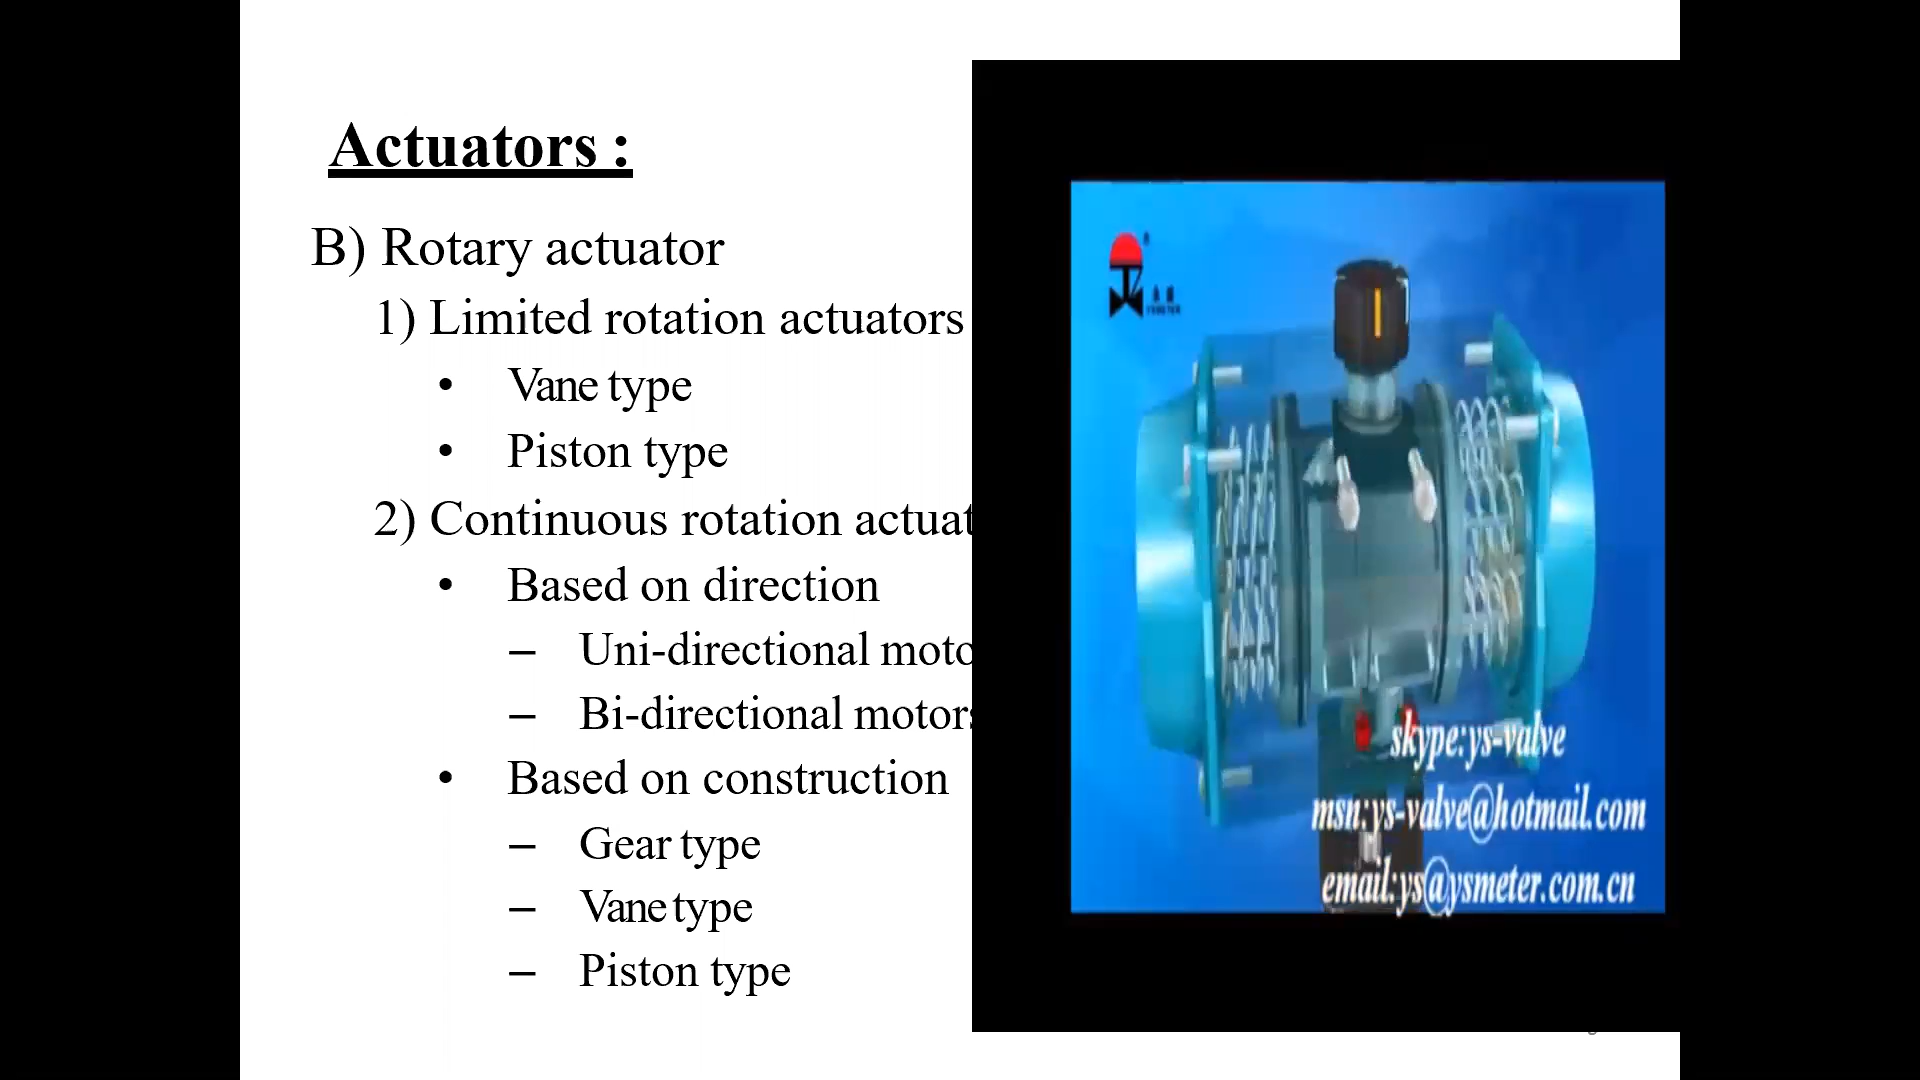 Actuators :
B) Rotary actuator
1) Limited rotation actuators
• Vane type
• Piston type
2) Continuous rotation actuat
• Based on direction
– Uni-directional moto
– Bi-directional motors
• Based on construction
– Gear type
– Vane type
– Piston type
skype:ys-valve
msn:ys-valve@hotmail.com
email:ys@ysmeter.com.cn